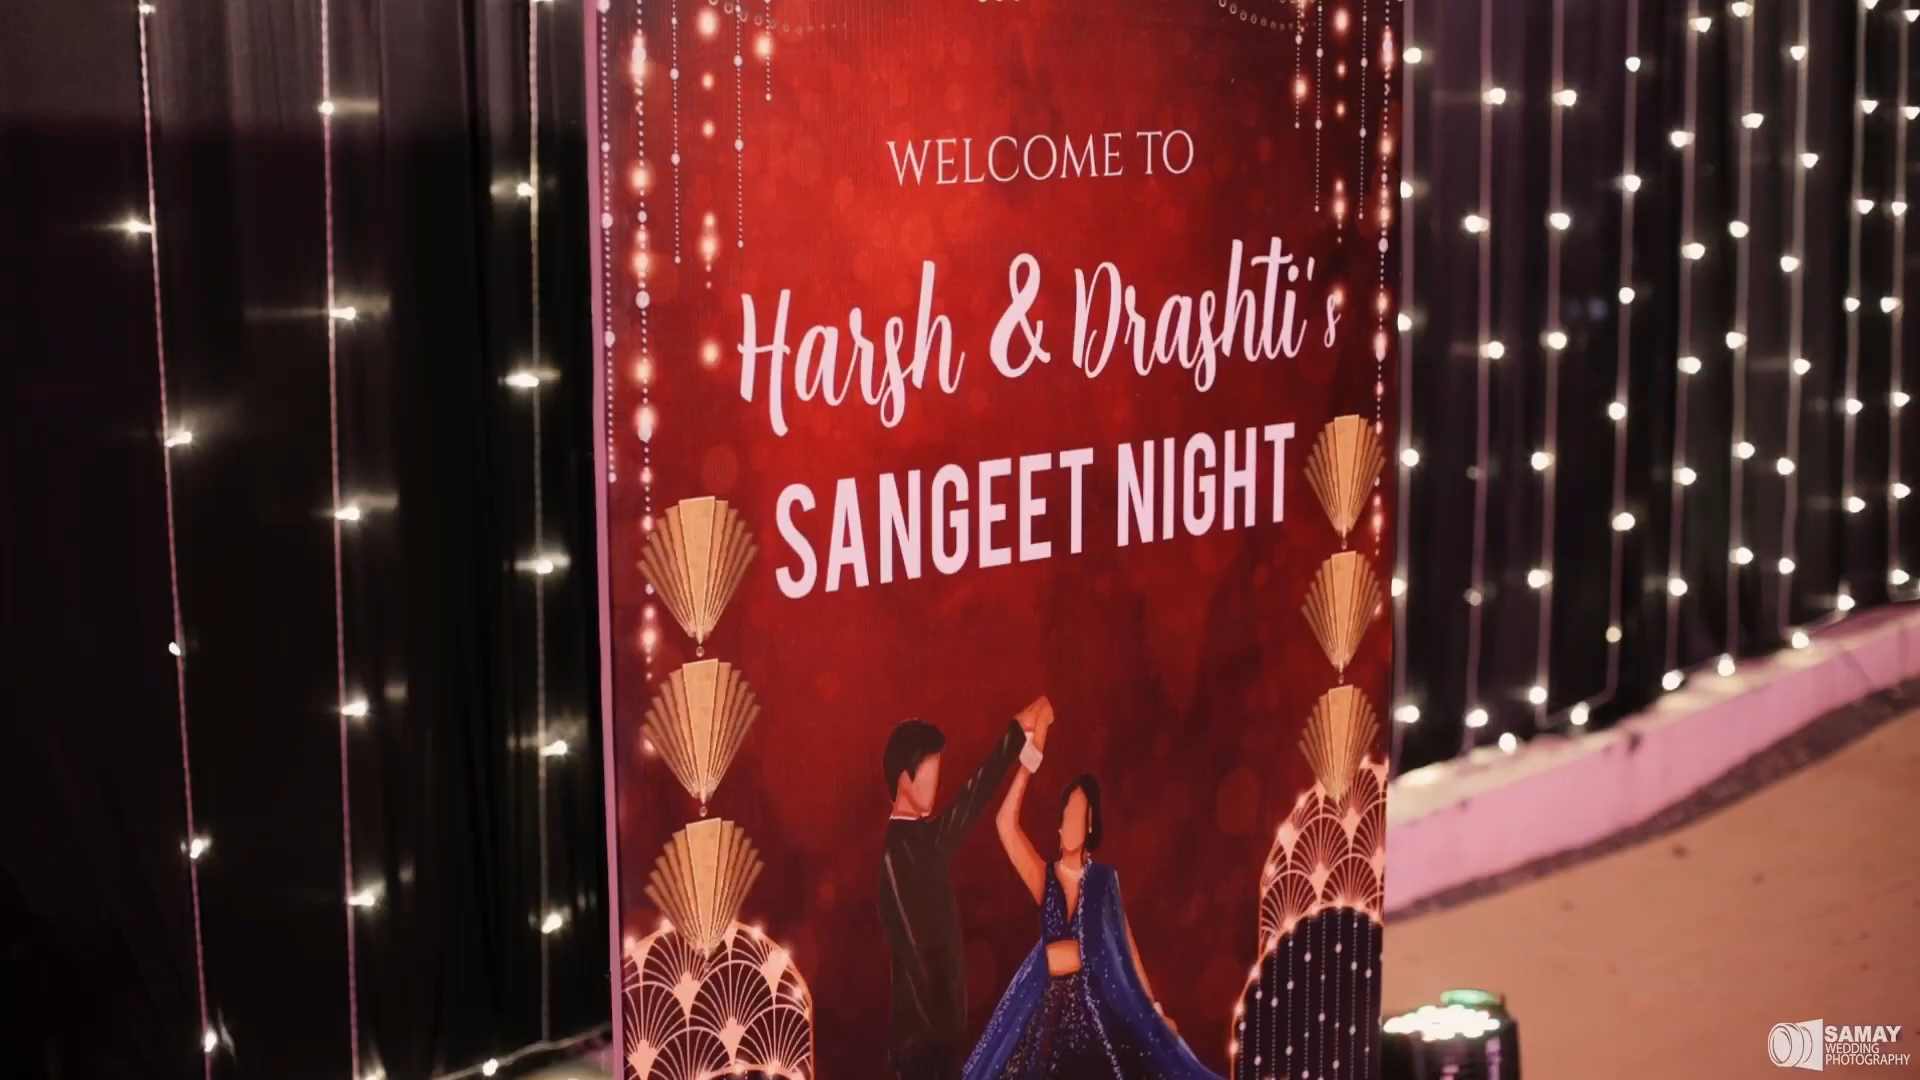 WELCOME TO
Harsh & Drashti's
SANGEET NIGHT
SAMAY
WEDDING
PHOTOGRAPHY